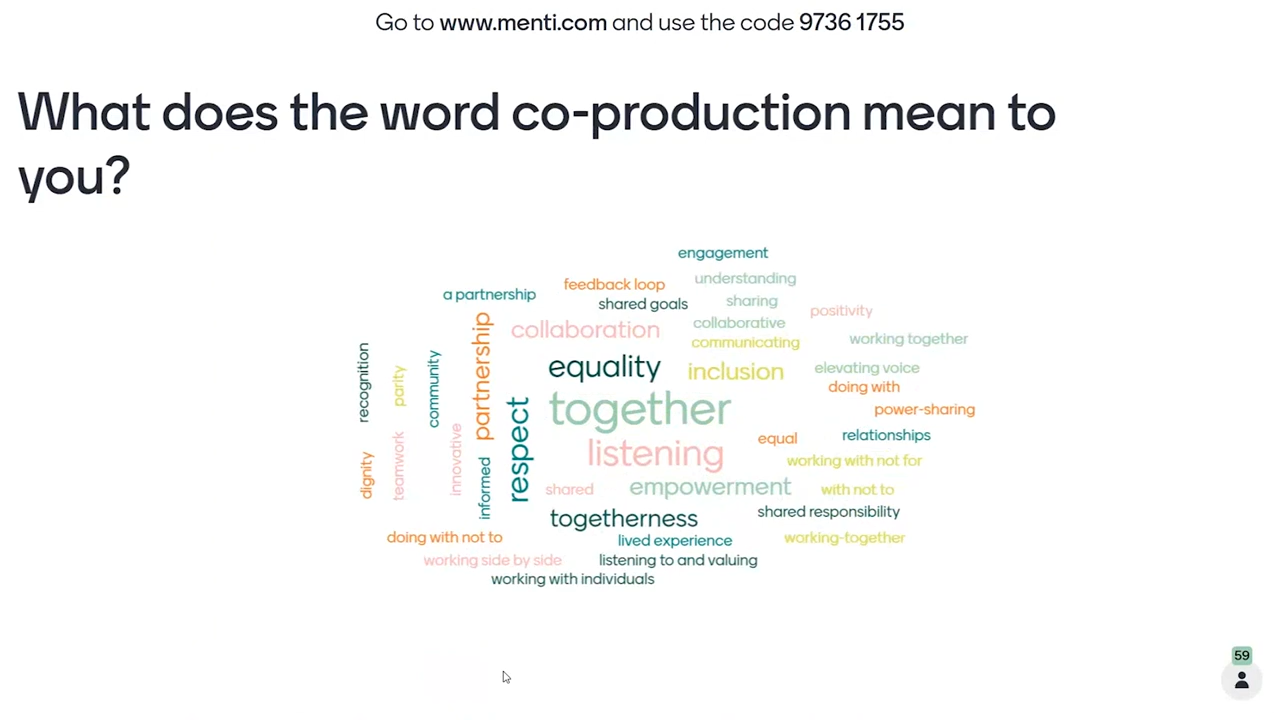 Go to www.menti.com and use the code 9736 1755
What does the word co-production mean to
you?
engagement
understanding
feedback loop
a partnership
sharing
shared goals
positivity
collaborative
collaboration
working together
communicating
partnership
equality
inclusion
elevating voice
recognition
parity
community
doing with
together
power-sharing
respect
relationships
equal
listening
innovative
teamwork
working with not for
dignity
informed
shared
empowerment
with not to
shared responsibility
togetherness
doing with not to
lived experience
working-together
working side by side
listening to and valuing
working with individuals
59